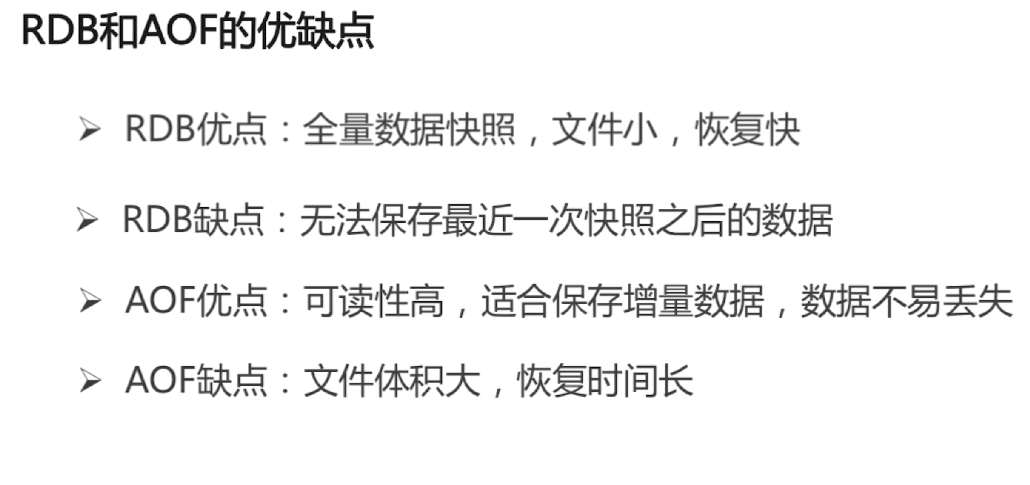 RDB和AOF的优缺点
➢ RDB优点：全量数据快照，文件小，恢复快
➢ RDB缺点：无法保存最近一次快照之后的数据
➢ AOF优点：可读性高，适合保存增量数据，数据不易丢失
➢ AOF缺点：文件体积大，恢复时间长